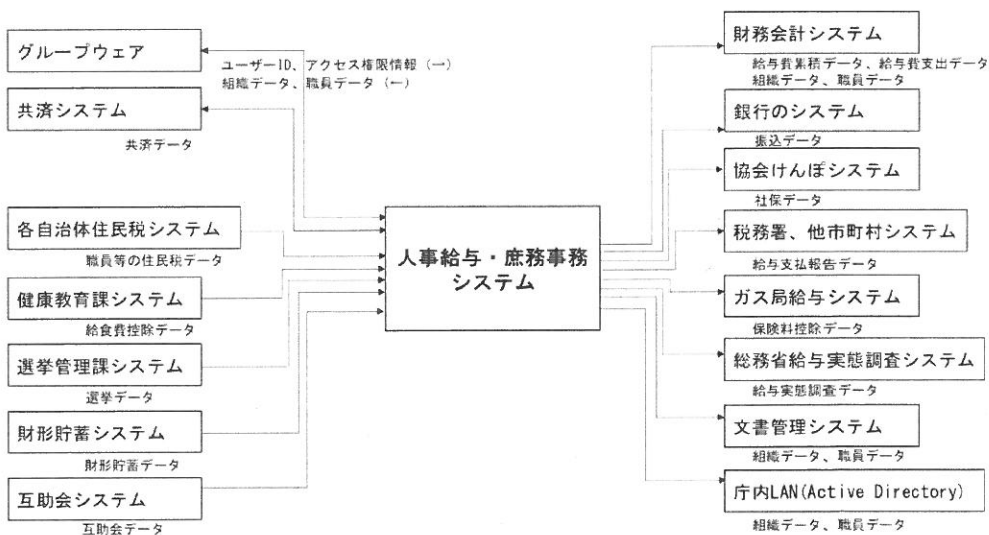 グループウェア
ユーザーID、アクセス権限情報（→）
組織データ、職員データ（←）
共済システム
共済データ
各自治体住民税システム
職員等の住民税データ
健康教育課システム
給食費控除データ
選挙管理課システム
選挙データ
財形貯蓄システム
財形貯蓄データ
互助会システム
互助会データ
人事給与・庶務事務
システム
財務会計システム
給与費累積データ、給与費支出データ
組織データ、職員データ
銀行のシステム
振込データ
協会けんぽシステム
社保データ
税務署、他市町村システム
給与支払報告データ
ガス局給与システム
保険料控除データ
総務省給与実態調査システム
給与実態調査データ
文書管理システム
組織データ、職員データ
庁内LAN(Active Directory)
組織データ、職員データ